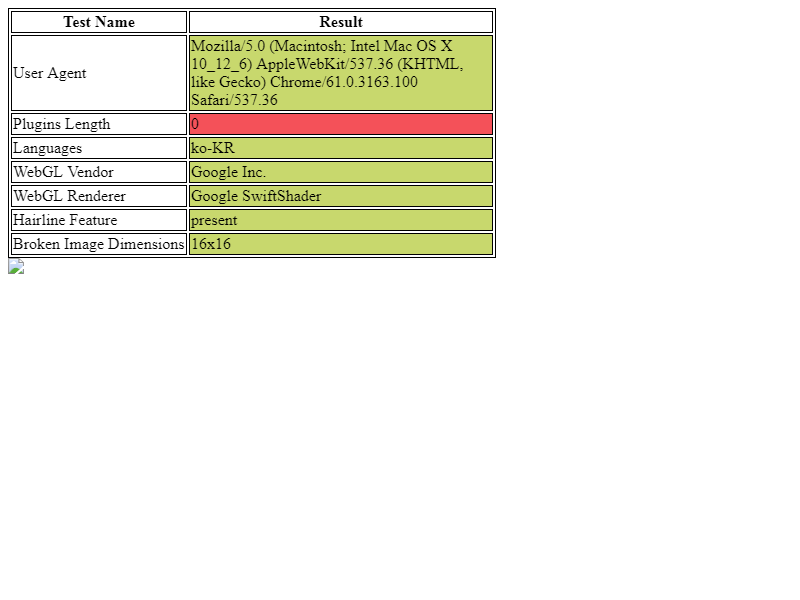 Test Name Result
User Agent
Mozilla/5.0 (Macintosh; Intel Mac OS X
10_12_6) AppleWebKit/537.36 (KHTML,
like Gecko) Chrome/61.0.3163.100
Safari/537.36
Plugins Length 0
Languages ko-KR
WebGL Vendor Google Inc.
WebGL Renderer Google SwiftShader
Hairline Feature present
Broken Image Dimensions 16x16